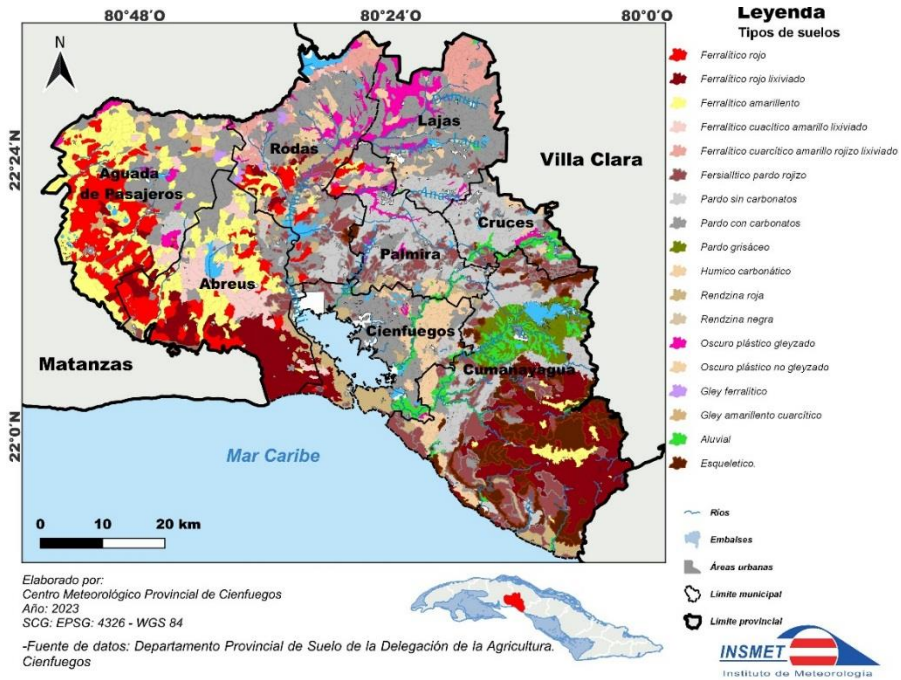 80°48'O 80°24'O 80°0'O
N
22°24'N
22°0'N
Lajas
Rodas
Villa Clara
Aguada
de Pasajeros
Cruces
Palmira
Abreus
Cienfuegos
Matanzas
Cumanayagua
Mar Caribe
0 10 20 km
Leyenda
Tipos de suelos
Ferralítico rojo
Ferralítico rojo lixiviado
Ferralítico amarillento
Ferralítico cuacítico amarillo lixiviado
Ferralítico cuarcítico amarillo rojizo lixiviado
Fersialítico pardo rojizo
Pardo sin carbonatos
Pardo con carbonatos
Pardo grisáceo
Humico carbonático
Rendzina roja
Rendzina negra
Oscuro plástico gleyzado
Oscuro plástico no gleyzado
Gley ferralítico
Gley amarillento cuarcítico
Aluvial
Esqueletico.
Ríos
Embalses
Áreas urbanas
Límite municipal
Límite provincial
Elaborado por:
Centro Meteorológico Provincial de Cienfuegos
Año: 2023
SCG: EPSG: 4326 - WGS 84
-Fuente de datos: Departamento Provincial de Suelo de la Delegación de la Agricultura.
Cienfuegos
INSMET
Instituto de Meteorología